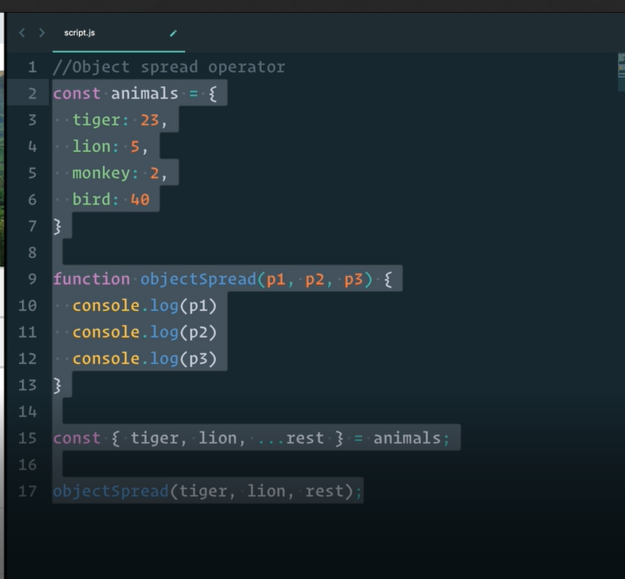 script.js
1 //Object spread operator
2 const animals = {
3   tiger: 23,
4   lion: 5,
5   monkey: 2,
6   bird: 40
7 }
8
9 function objectSpread(p1, p2, p3) {
10   console.log(p1)
11   console.log(p2)
12   console.log(p3)
13 }
14
15 const { tiger, lion, ...rest } = animals;
16
17 objectSpread(tiger, lion, rest);